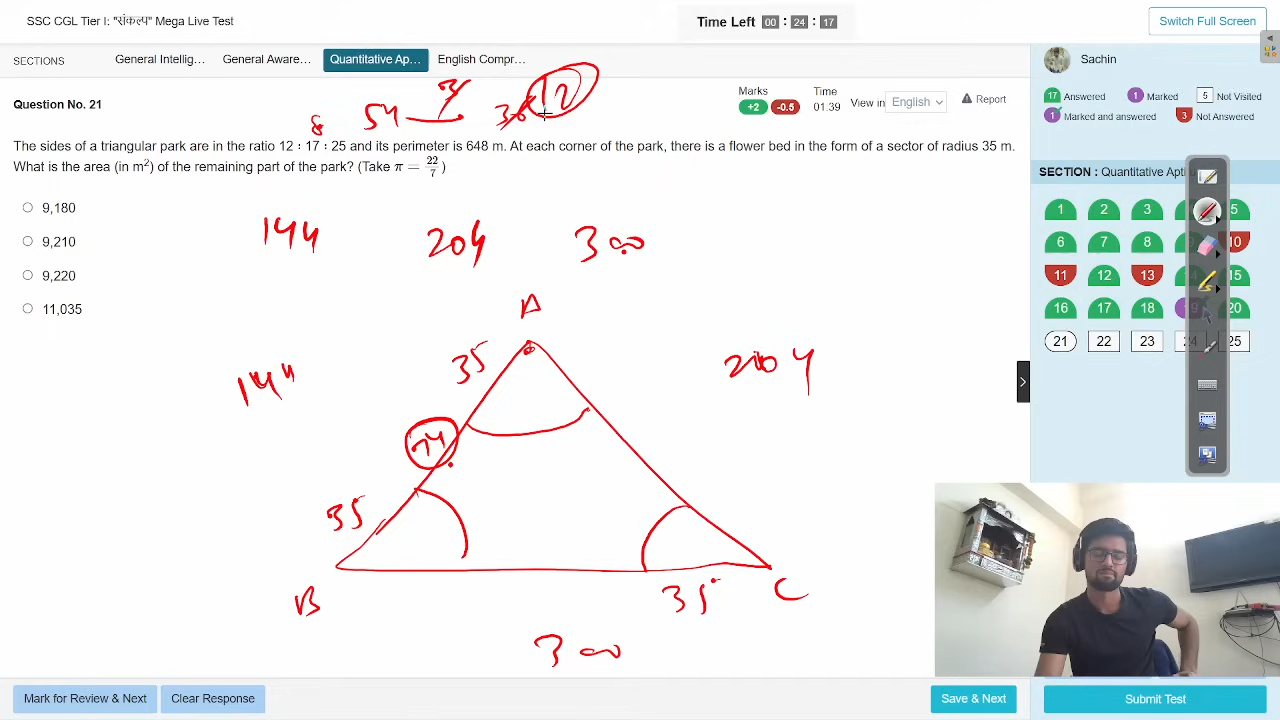 SSC CGL Tier I: "संकल्प" Mega Live Test
Time Left 00 : 24 : 17
Switch Full Screen
SECTIONS
General Intellig...
General Aware...
Quantitative Ap...
English Compr...
Sachin
Question No. 21
Marks
+2 -0.5
Time
01:39
View in English
Report
17 Answered
1 Marked
5 Not Visited
1 Marked and answered
3 Not Answered
8 54 12
The sides of a triangular park are in the ratio 12 : 17 : 25 and its perimeter is 648 m. At each corner of the park, there is a flower bed in the form of a sector of radius 35 m.
What is the area (in m²) of the remaining part of the park? (Take π = 22/7)
SECTION : Quantitative Apti
9,180
9,210
9,220
11,035
144 204 300
1 2 3 5
6 7 8 10
11 12 13 15
16 17 18 19 20
21 22 23 24 25
A
35
144
204
74
35
B
35
C
300
Mark for Review & Next
Clear Response
Save & Next
Submit Test